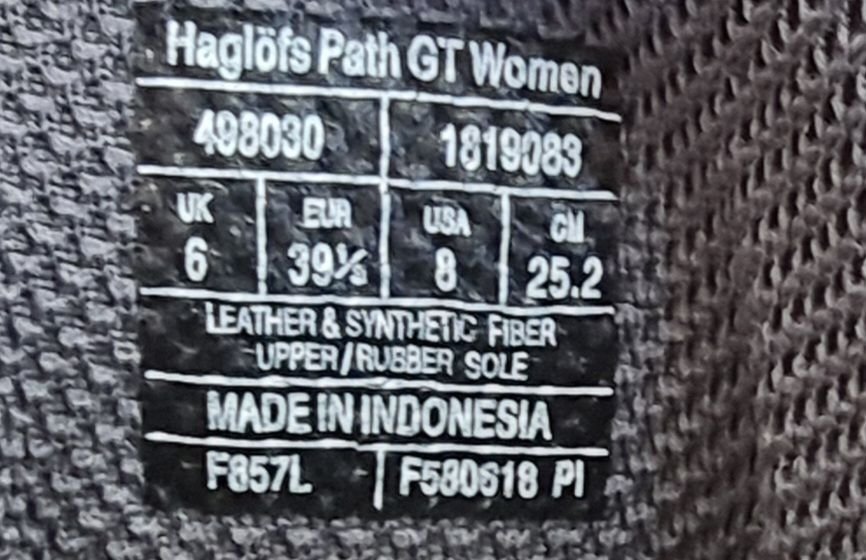 Haglöfs Path GT Women
498030 1819083
UK EUR USA CM
6 39⅓ 8 25.2
LEATHER & SYNTHETIC FIBER
UPPER/RUBBER SOLE
MADE IN INDONESIA
F857L F580618 PI